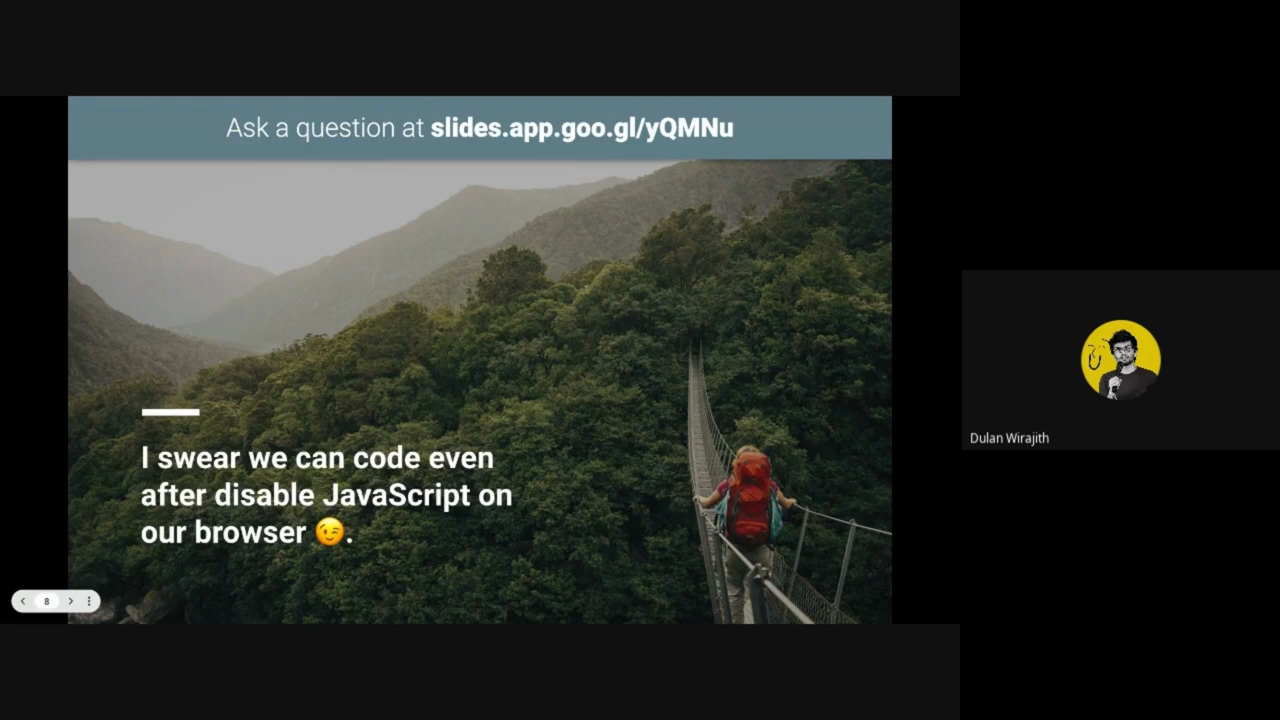 Ask a question at slides.app.goo.gl/yQMNu
I swear we can code even
after disable JavaScript on
our browser 😉.
8
Dulan Wirajith